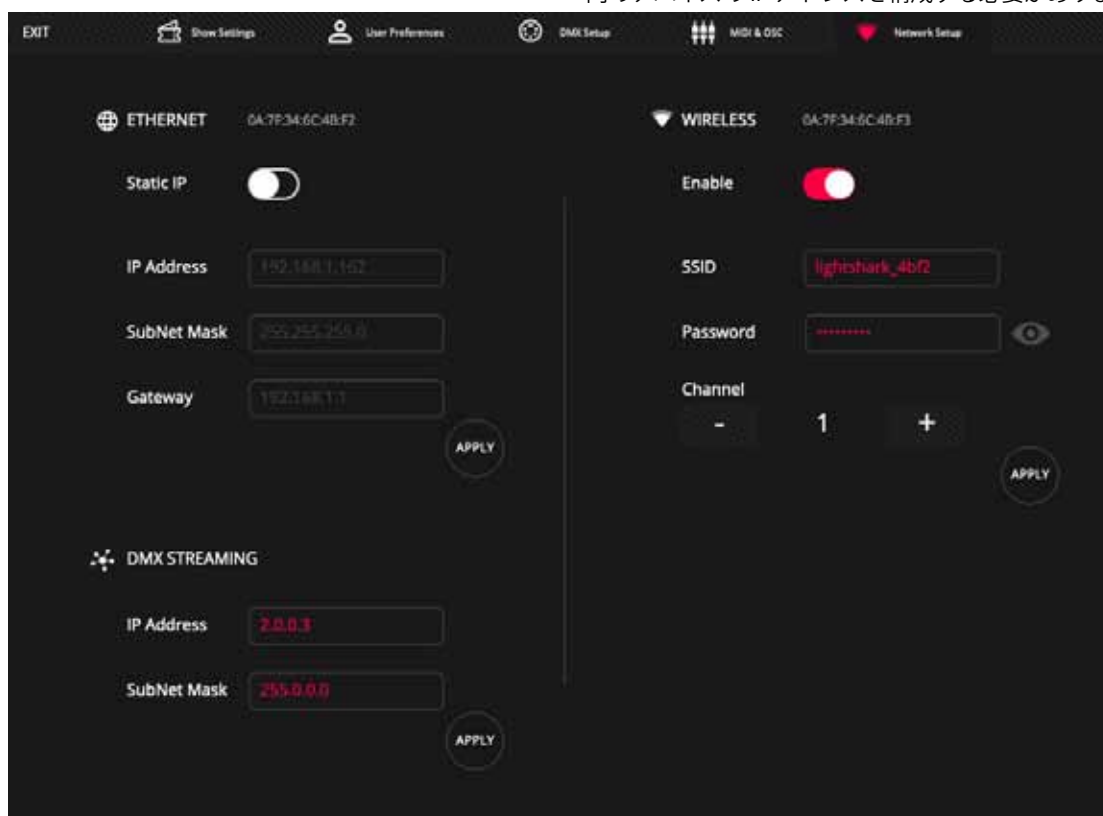 EXIT Show Settings User Preferences DMX Setup MIDI & OSC Network Setup
ETHERNET 0A:7F:34:6C:4B:F2
Static IP
IP Address 192.168.1.162
SubNet Mask 255.255.255.0
Gateway 192.168.1.1
APPLY
DMX STREAMING
IP Address 2.0.0.3
SubNet Mask 255.0.0.0
APPLY
WIRELESS 0A:7F:34:6C:4B:F3
Enable
SSID lightshark_4bf2
Password •••••••••
Channel
- 1 +
APPLY